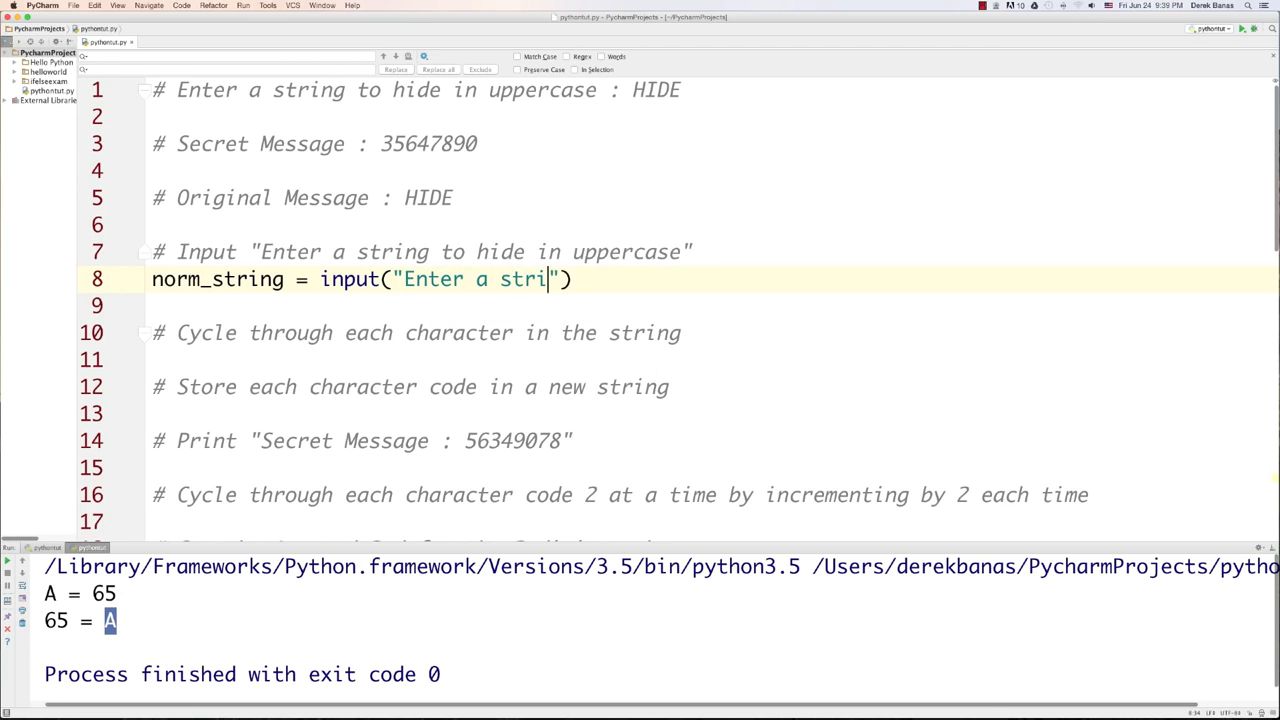 PyCharm File Edit View Navigate Code Refactor Run Tools VCS Window Help Fri Jun 24 9:39 PM Derek Banas
pythontut.py - PycharmProjects - [~/PycharmProjects]
PycharmProjects pythontut.py pythontut
pythontut.py
Match Case Regex Words
Replace Replace all Exclude Preserve Case In Selection
PycharmProject
Hello Python
helloworld
ifelseexam
pythontut.py
External Librarie
1 # Enter a string to hide in uppercase : HIDE
2
3 # Secret Message : 35647890
4
5 # Original Message : HIDE
6
7 # Input "Enter a string to hide in uppercase"
8 norm_string = input("Enter a stri")
9
10 # Cycle through each character in the string
11
12 # Store each character code in a new string
13
14 # Print "Secret Message : 56349078"
15
16 # Cycle through each character code 2 at a time by incrementing by 2 each time
17
Run: pythontut pythontut
/Library/Frameworks/Python.framework/Versions/3.5/bin/python3.5 /Users/derekbanas/PycharmProjects/pytho
A = 65
65 = A
Process finished with exit code 0
8:34 LF÷ UTF-8÷